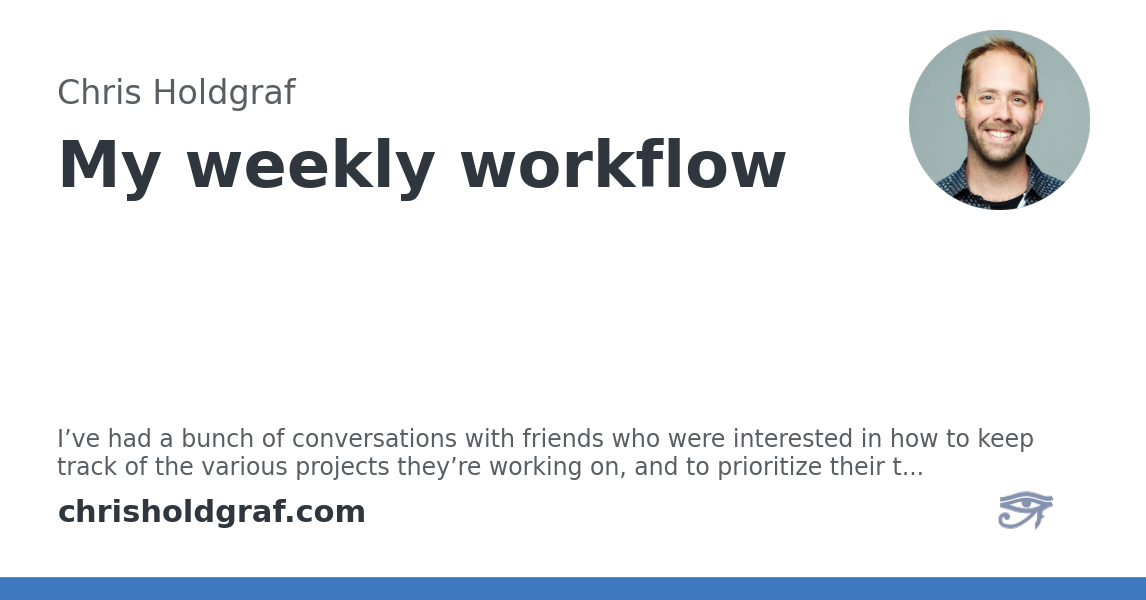 Chris Holdgraf
My weekly workflow
I’ve had a bunch of conversations with friends who were interested in how to keep
track of the various projects they’re working on, and to prioritize their t...
chrisholdgraf.com